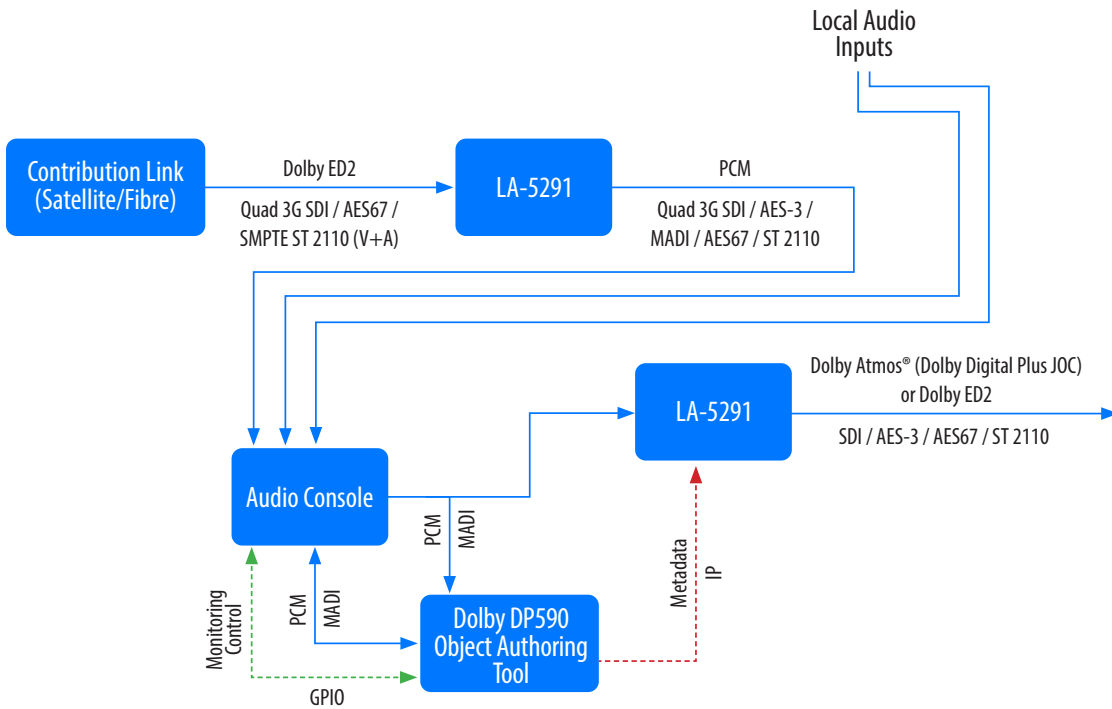 Local Audio
Inputs
Contribution Link
(Satellite/Fibre)
Dolby ED2
Quad 3G SDI / AES67 /
SMPTE ST 2110 (V+A)
LA-5291
PCM
Quad 3G SDI / AES-3 /
MADI / AES67 / ST 2110
LA-5291
Dolby Atmos® (Dolby Digital Plus JOC)
or Dolby ED2
SDI / AES-3 / AES67 / ST 2110
Audio Console
PCM
MADI
Metadata
IP
Monitoring
Control
PCM
MADI
Dolby DP590
Object Authoring
Tool
GPIO